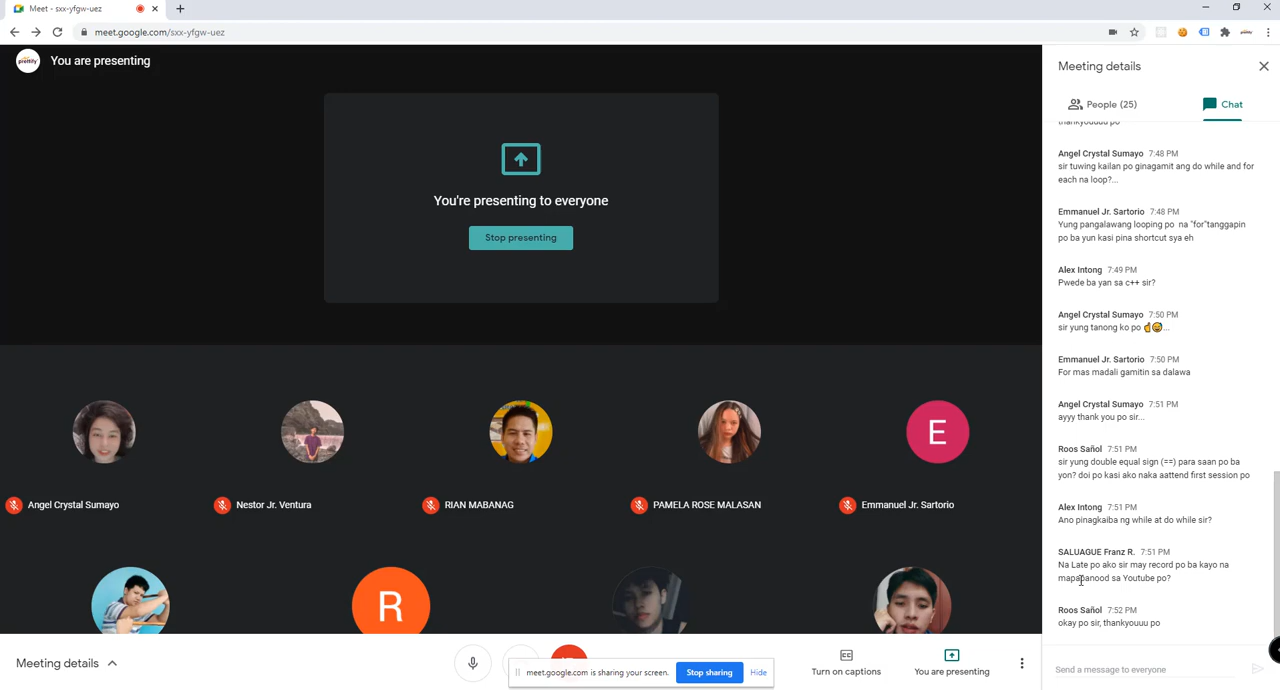 Meet - sxx-yfgw-uez
meet.google.com/sxx-yfgw-uez
prettify
You are presenting
You're presenting to everyone
Stop presenting
Angel Crystal Sumayo
Nestor Jr. Ventura
RIAN MABANAG
PAMELA ROSE MALASAN
E
Emmanuel Jr. Sartorio
R
Meeting details
meet.google.com is sharing your screen.
Stop sharing
Hide
Turn on captions
You are presenting
Meeting details
People (25)
Chat
thankyouuuu po
Angel Crystal Sumayo 7:48 PM
sir tuwing kailan po ginagamit ang do while and for
each na loop?...
Emmanuel Jr. Sartorio 7:48 PM
Yung pangalawang looping po na "for"tanggapin
po ba yun kasi pina shortcut sya eh
Alex Intong 7:49 PM
Pwede ba yan sa c++ sir?
Angel Crystal Sumayo 7:50 PM
sir yung tanong ko po ☝😅...
Emmanuel Jr. Sartorio 7:50 PM
For mas madali gamitin sa dalawa
Angel Crystal Sumayo 7:51 PM
ayyy thank you po sir...
Roos Sañol 7:51 PM
sir yung double equal sign (==) para saan po ba
yon? doi po kasi ako naka aattend first session po
Alex Intong 7:51 PM
Ano pinagkaiba ng while at do while sir?
SALUAGUE Franz R. 7:51 PM
Na Late po ako sir may record po ba kayo na
mapapanood sa Youtube po?
Roos Sañol 7:52 PM
okay po sir, thankyouuu po
Send a message to everyone